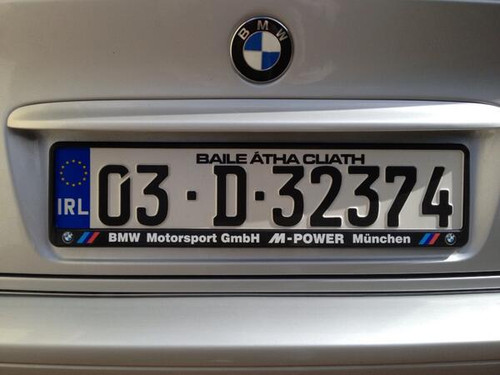 BMW
BAILE ÁTHA CLIATH
IRL 03·D·32374
BMW Motorsport GmbH M-POWER München